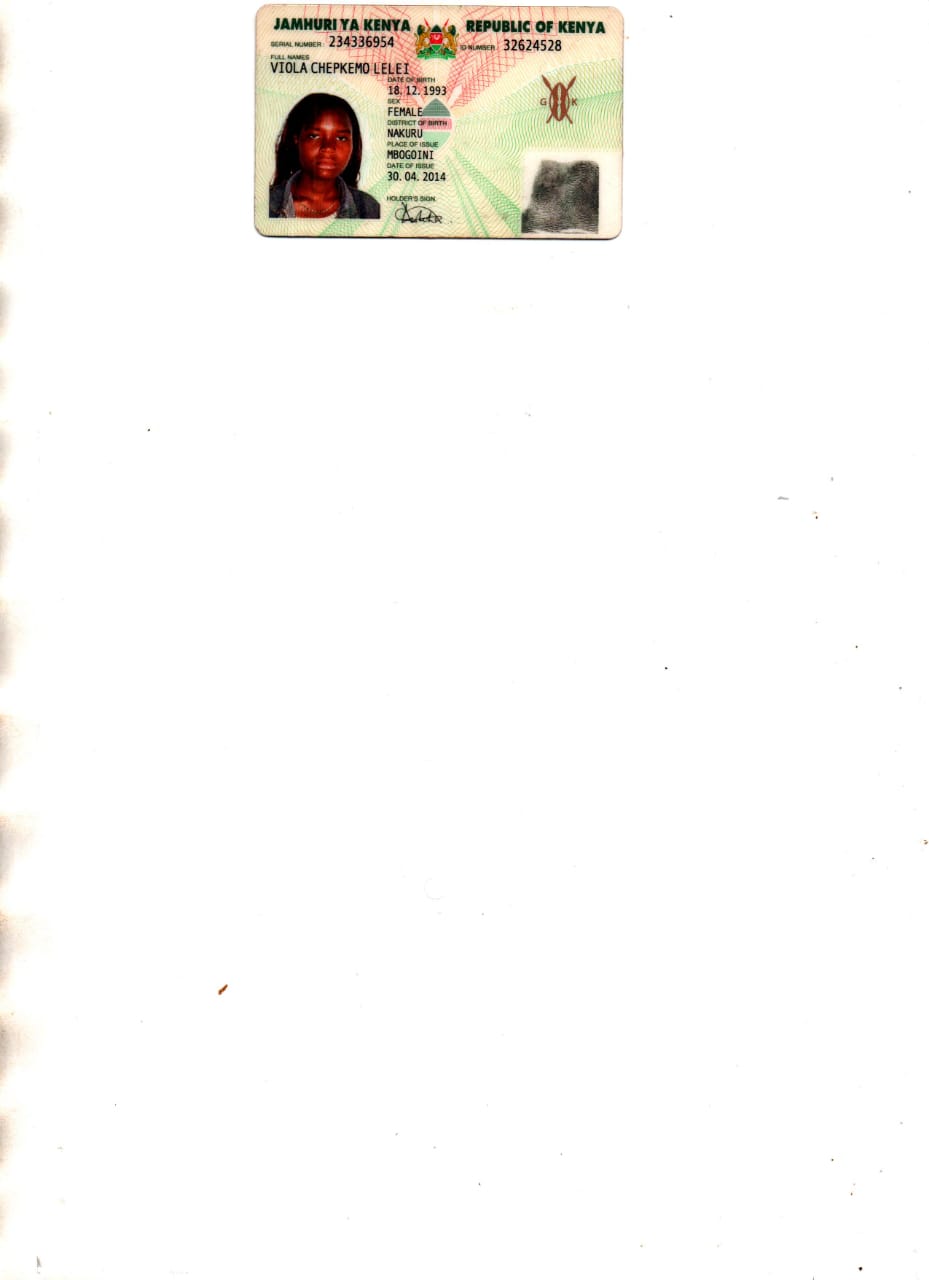 JAMHURI YA KENYA REPUBLIC OF KENYA
SERIAL NUMBER: 234336954 ID NUMBER: 32624528
FULL NAMES
VIOLA CHEPKEMO LELEI
DATE OF BIRTH
18. 12. 1993
SEX
FEMALE
DISTRICT OF BIRTH
NAKURU
PLACE OF ISSUE
MBOGOINI
DATE OF ISSUE
30. 04. 2014
HOLDER'S SIGN.
G K